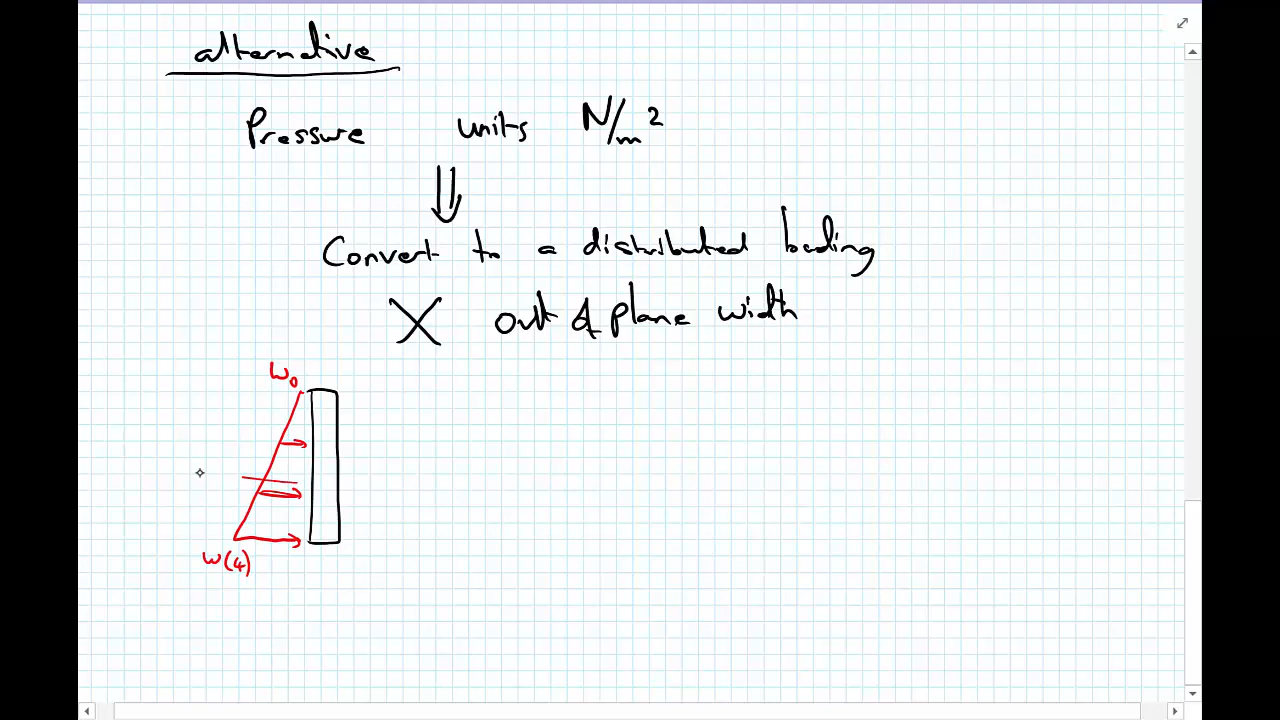 alternative
Pressure units N/m²
Convert to a distributed loading
X out of plane width
w₀
w(4)